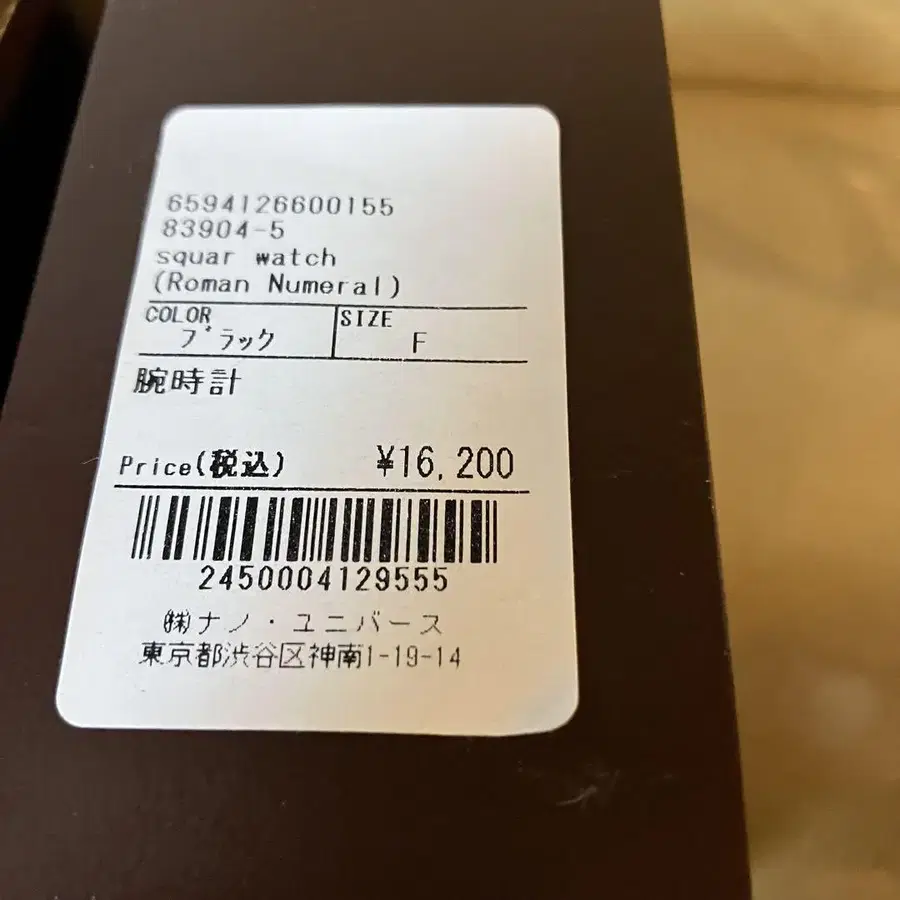 6594126600155
83904-5
squar watch
(Roman Numeral)
COLOR SIZE
ブラック F
腕時計
Price(税込) ¥16,200
2450004129555
㈱ナノ・ユニバース
東京都渋谷区神南1-19-14